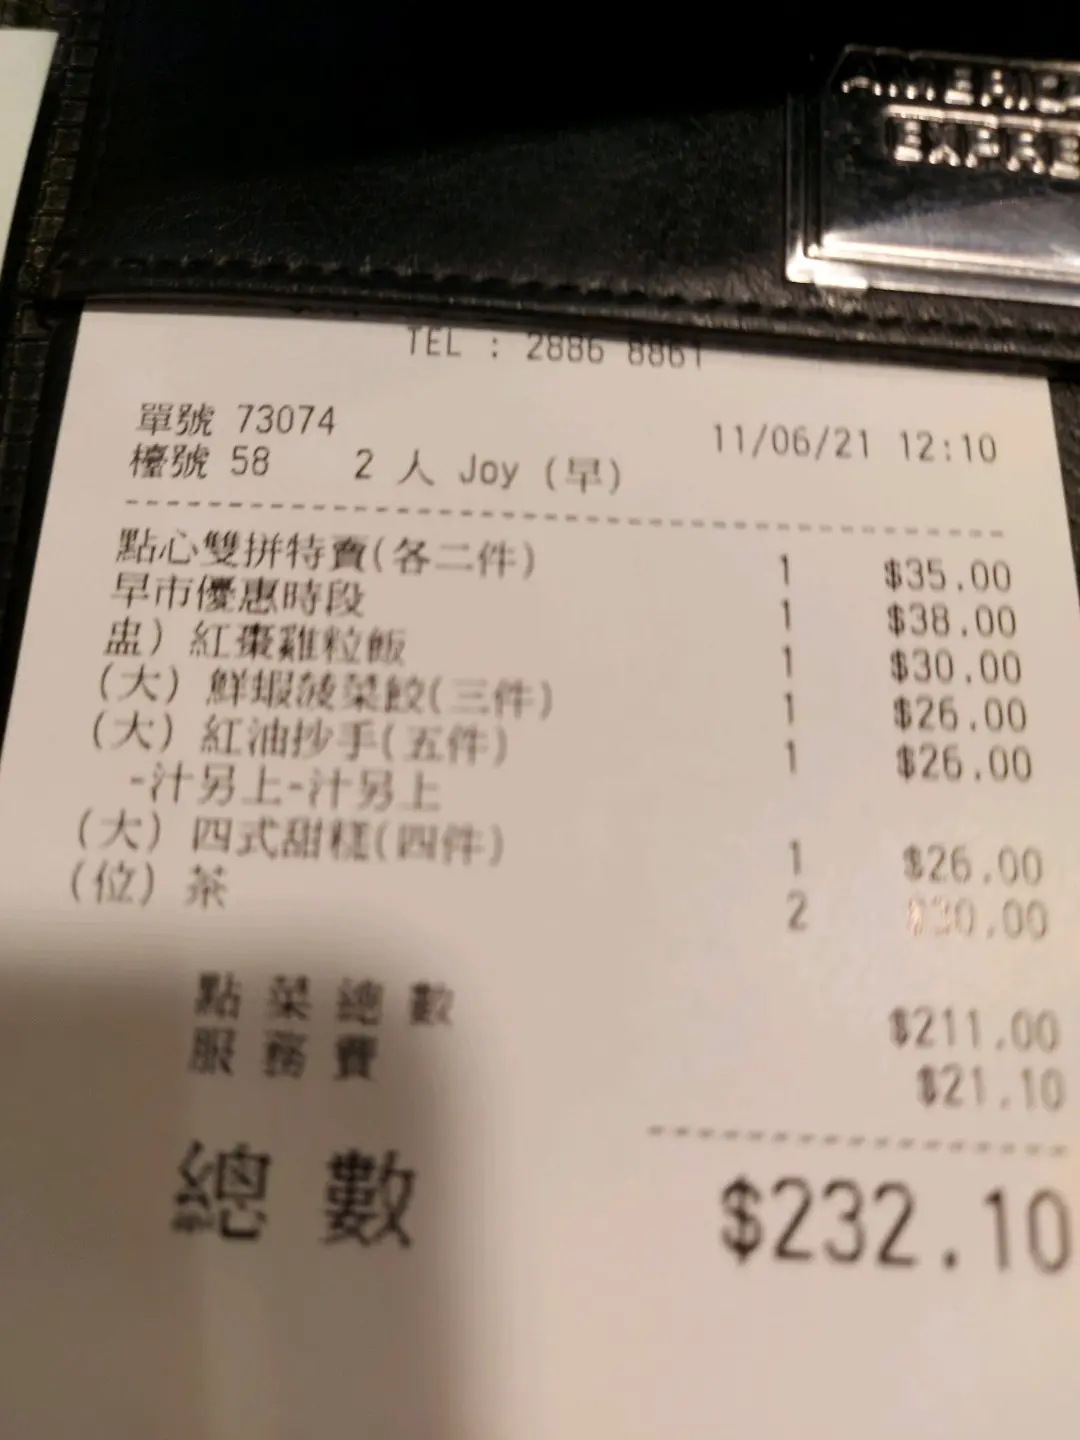 AMERICA
EXPRE
TEL : 2886 8861
單號 73074 11/06/21 12:10
檯號 58 2 人 Joy (早)
點心雙拼特賣(各二件) 1 $35.00
早市優惠時段 1 $38.00
盅) 紅棗雞粒飯 1 $30.00
(大) 鮮蝦菠菜餃(三件) 1 $26.00
(大) 紅油抄手(五件) 1 $26.00
-汁另上-汁另上
(大) 四式甜糕(四件) 1 $26.00
(位) 茶 2 $30.00
點菜總數 $211.00
服務費 $21.10
總數 $232.10